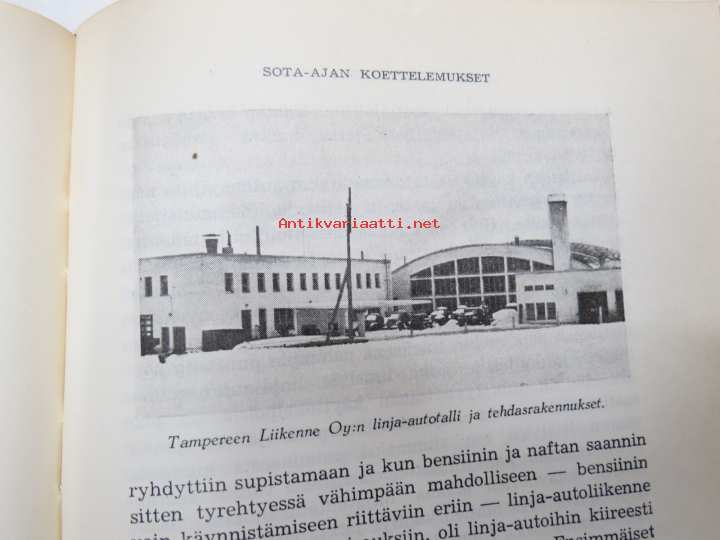 SOTA-AJAN KOETTELEMUKSET
Antikvariaatti.net
Tampereen Liikenne Oy:n linja-autotalli ja tehdasrakennukset.
ryhdyttiin supistamaan ja kun bensiinin ja naftan saannin
sitten tyrehtyessä vähimpään mahdolliseen — bensiinin
käynnistämiseen riittäviin eriin — linja-autoliikenne
oli linja-autoihin kiireesti
Ensimmäiset